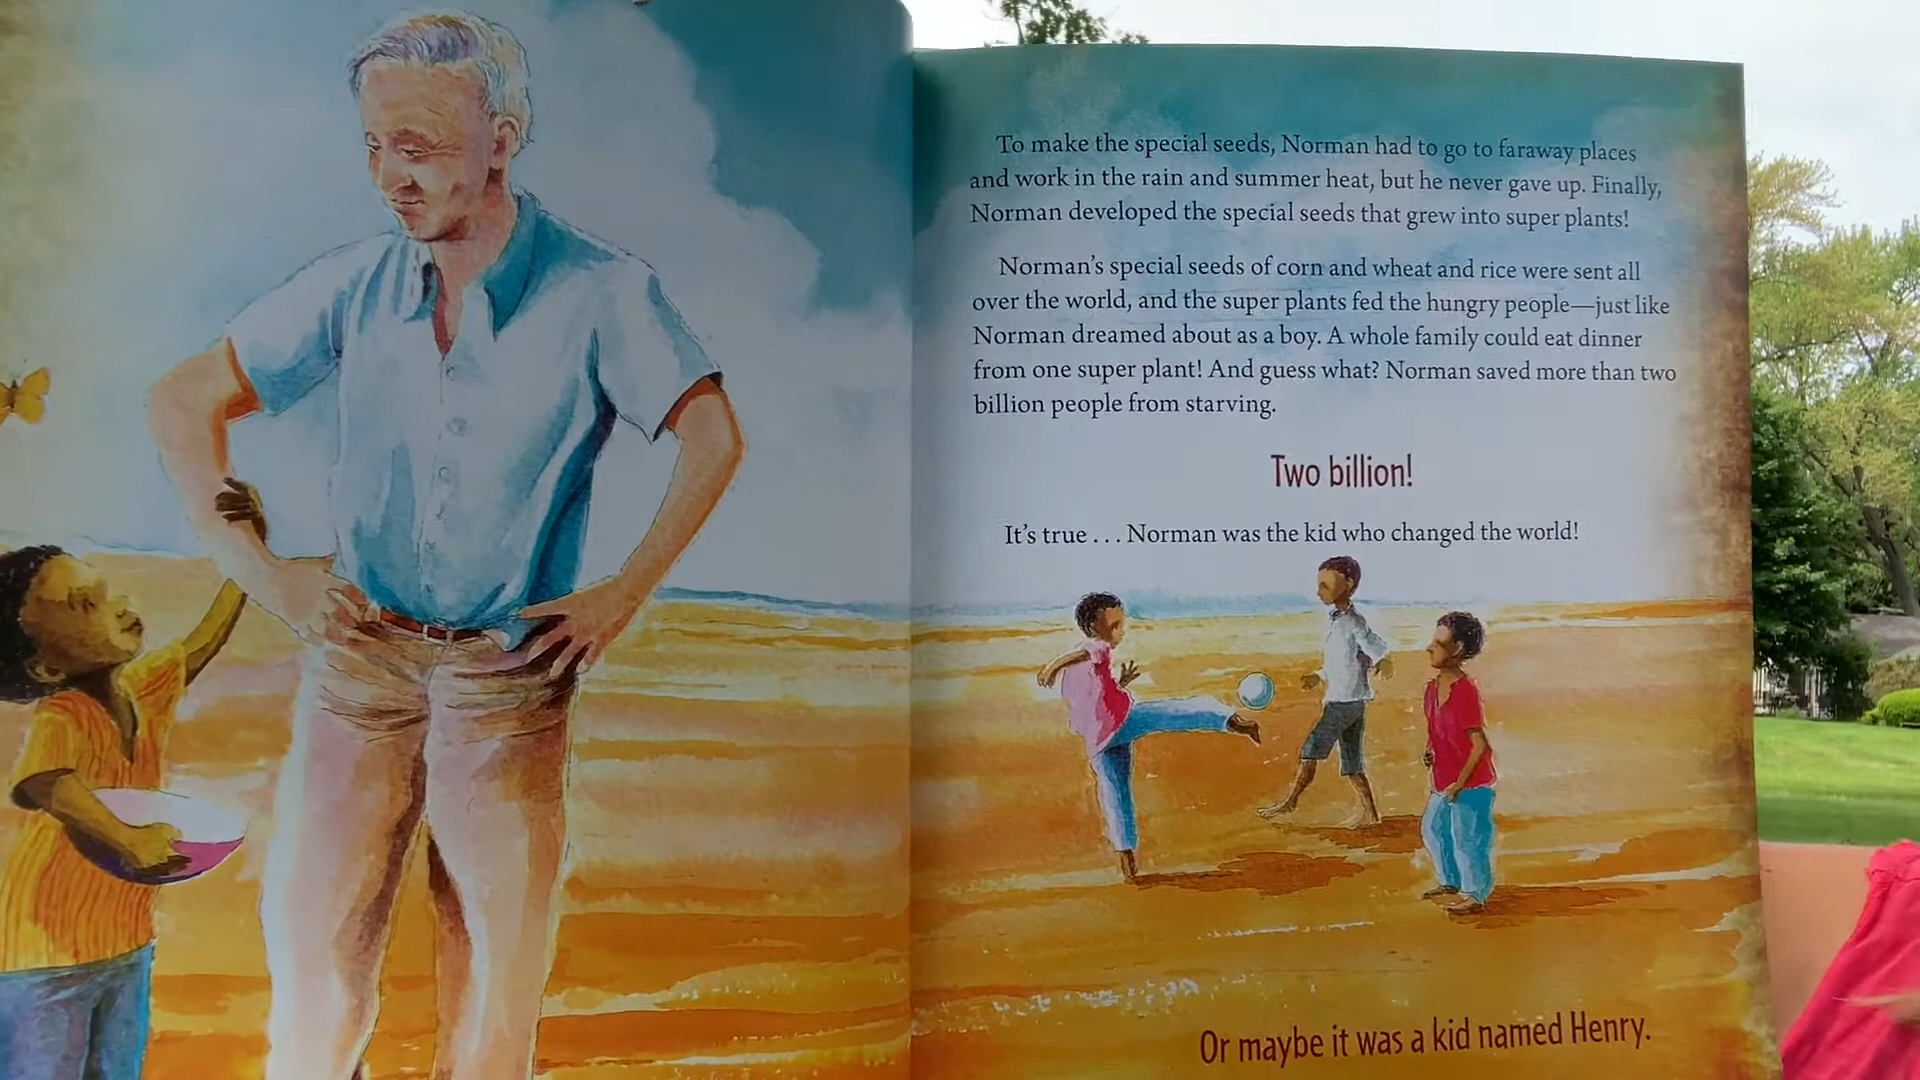 To make the special seeds, Norman had to go to faraway places
and work in the rain and summer heat, but he never gave up. Finally,
Norman developed the special seeds that grew into super plants!
Norman's special seeds of corn and wheat and rice were sent all
over the world, and the super plants fed the hungry people—just like
Norman dreamed about as a boy. A whole family could eat dinner
from one super plant! And guess what? Norman saved more than two
billion people from starving.
Two billion!
It's true . . . Norman was the kid who changed the world!
Or maybe it was a kid named Henry.